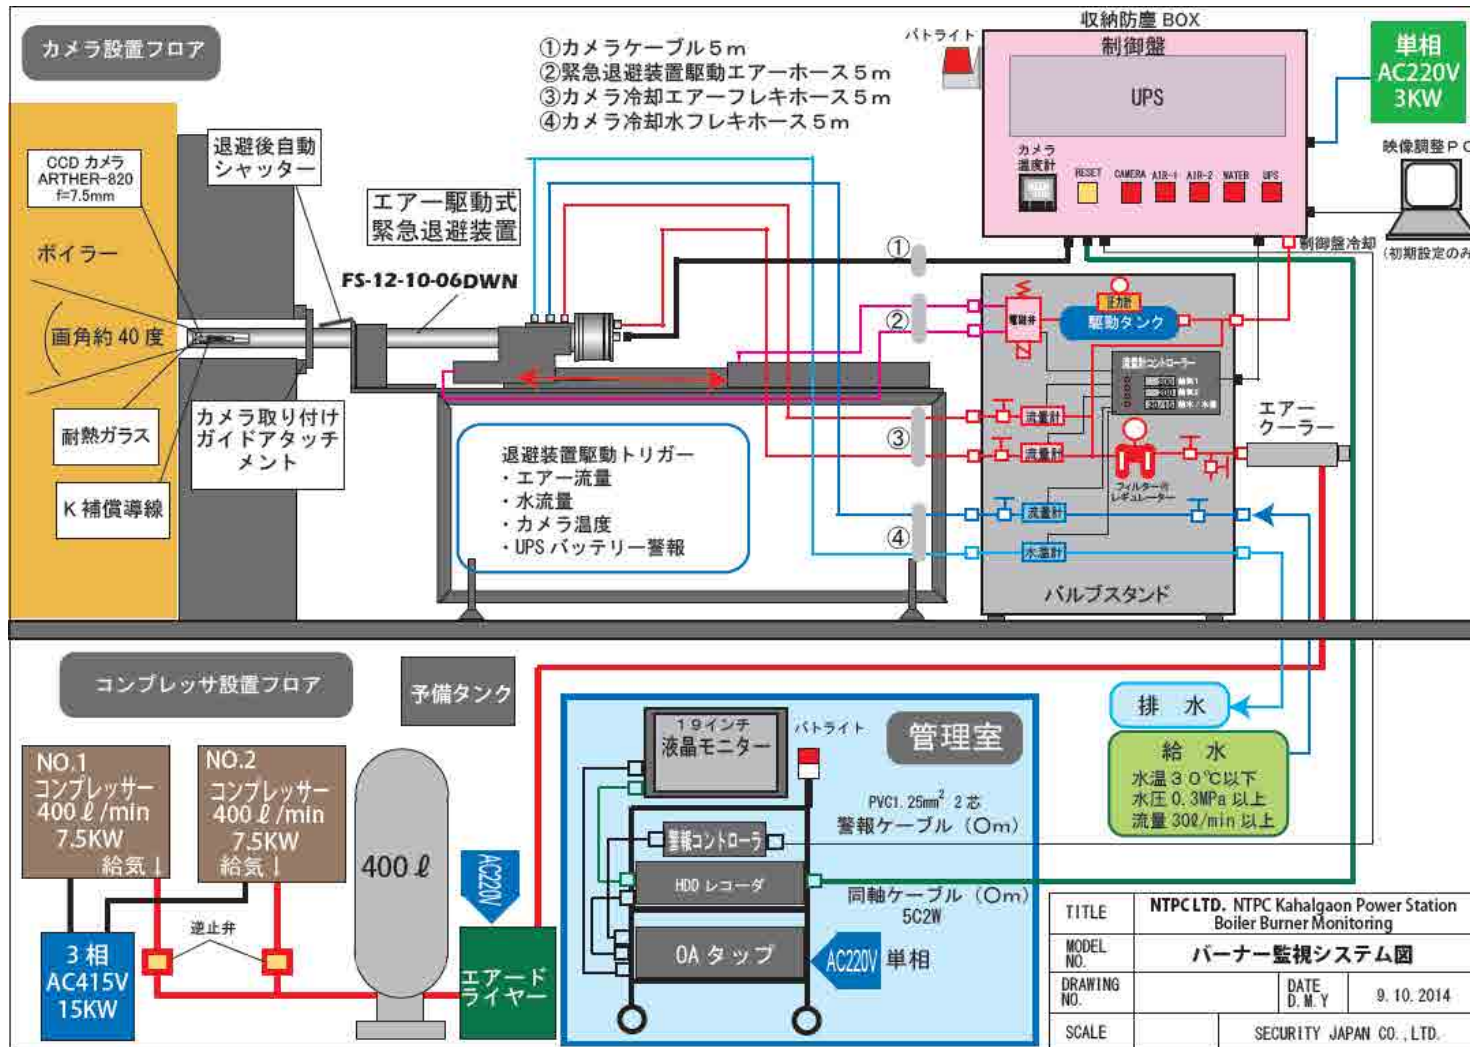 カメラ設置フロア
①カメラケーブル5m
②緊急退避装置駆動エアーホース5m
③カメラ冷却エアーフレキホース5m
④カメラ冷却水フレキホース5m
パトライト
収納防塵 BOX
制御盤
UPS
カメラ
温度計
RESET
CAMERA
AIR-1
AIR-2
WATER
UPS
単相
AC220V
3KW
映像調整PC
(初期設定のみ
制御盤冷却
CCD カメラ
ARTHER-820
f=7.5mm
退避後自動
シャッター
エアー駆動式
緊急退避装置
FS-12-10-06DWN
ボイラー
画角約 40 度
耐熱ガラス
K 補償導線
カメラ取り付け
ガイドアタッチ
メント
退避装置駆動トリガー
・エアー流量
・水流量
・カメラ温度
・UPS バッテリー警報
①
②
③
④
電磁弁
圧力計
駆動タンク
流量計コントローラー
流量計
流量計
流量計
水温計
フィルター付
レギュレーター
バルブスタンド
エアー
クーラー
コンプレッサ設置フロア
予備タンク
NO.1
コンプレッサー
400ℓ/min
7.5KW
給気↓
NO.2
コンプレッサー
400ℓ/min
7.5KW
給気↓
逆止弁
3 相
AC415V
15KW
400ℓ
AC220V
エアード
ライヤー
19インチ
液晶モニター
パトライト
管理室
PVC1.25mm² 2 芯
警報ケーブル(Om)
警報コントローラ
HDD レコーダ
同軸ケーブル(Om)
5C2W
OA タップ
AC220V
単相
排 水
給 水
水温30℃以下
水圧 0.3MPa 以上
流量 30ℓ/min 以上
TITLE
NTPC LTD. NTPC Kahalgaon Power Station
Boiler Burner Monitoring
MODEL
NO.
バーナー監視システム図
DRAWING
NO.
DATE
D.M.Y
9.10.2014
SCALE
SECURITY JAPAN CO.,LTD.